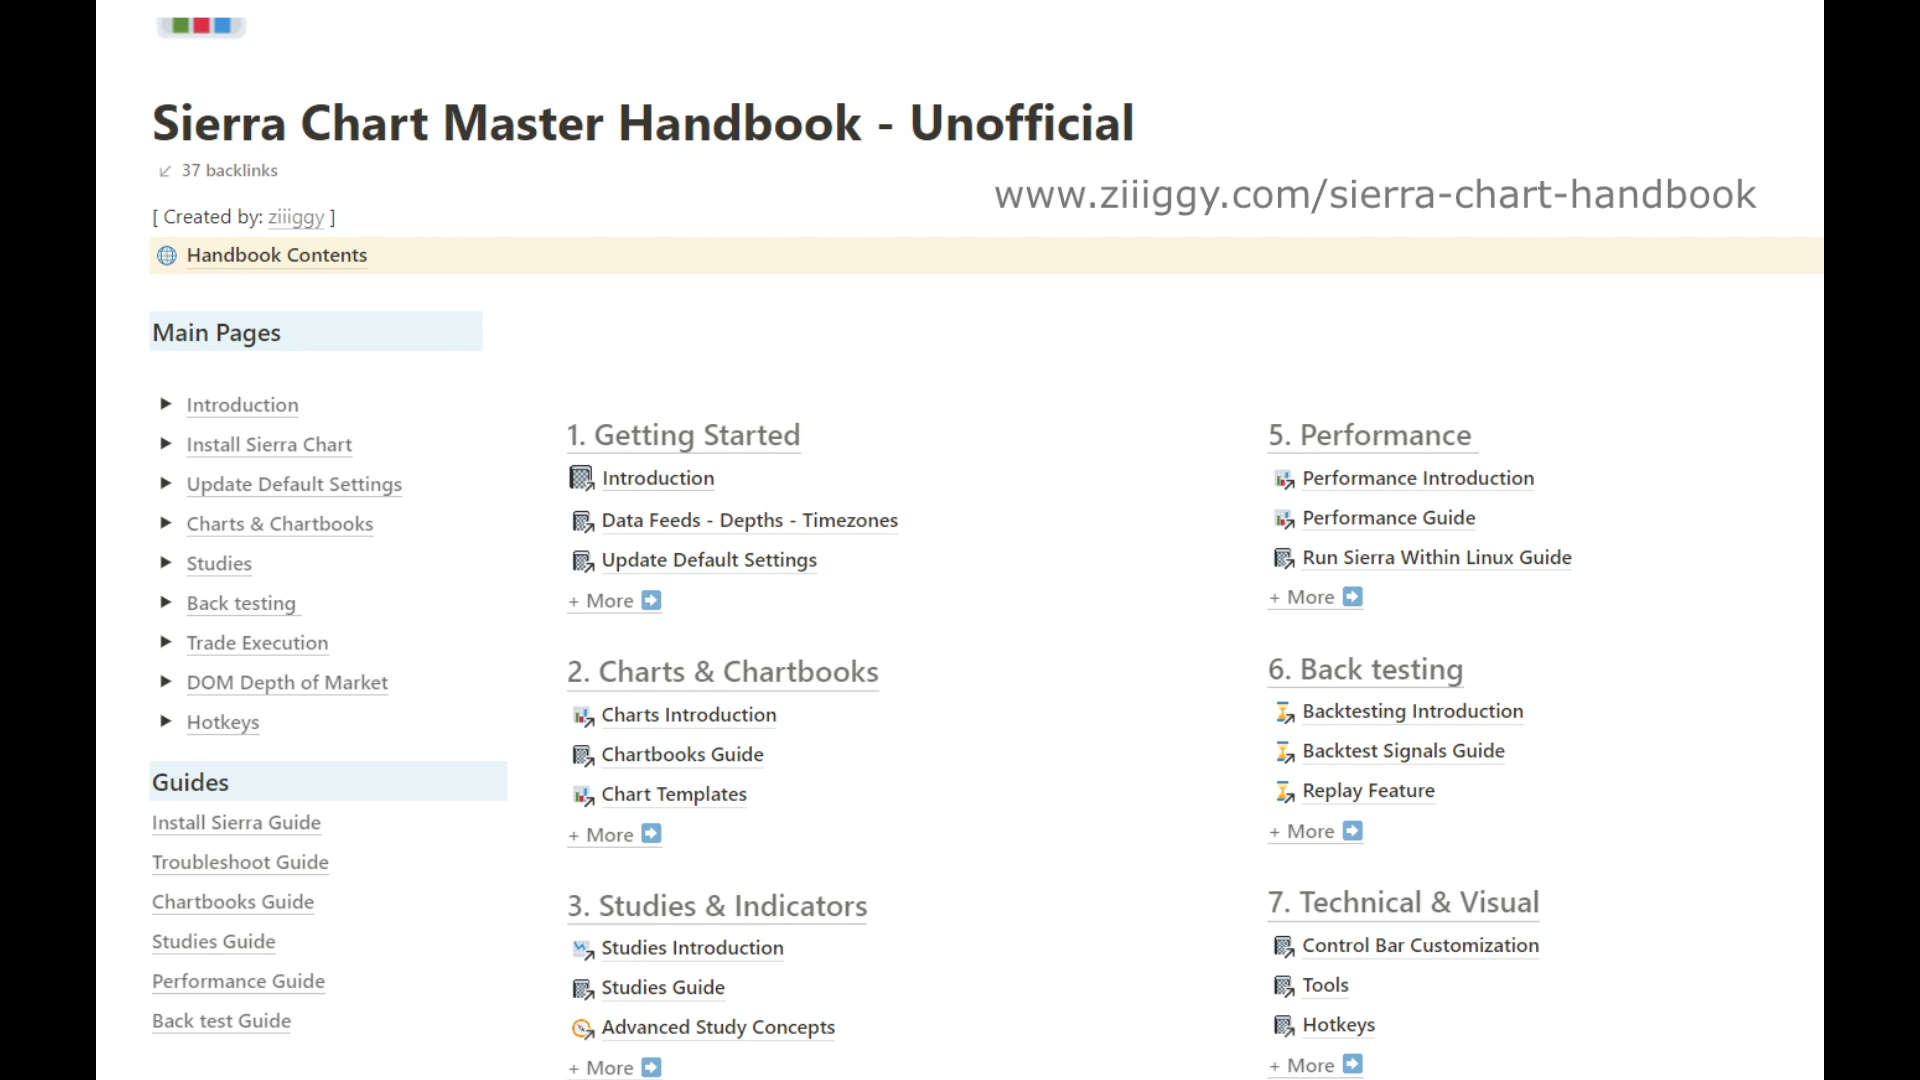 Sierra Chart Master Handbook - Unofficial
37 backlinks
www.ziiiggy.com/sierra-chart-handbook
[ Created by: ziiiggy ]
Handbook Contents
Main Pages
Introduction
Install Sierra Chart
Update Default Settings
Charts & Chartbooks
Studies
Back testing
Trade Execution
DOM Depth of Market
Hotkeys
Guides
Install Sierra Guide
Troubleshoot Guide
Chartbooks Guide
Studies Guide
Performance Guide
Back test Guide
1. Getting Started
Introduction
Data Feeds - Depths - Timezones
Update Default Settings
+ More
2. Charts & Chartbooks
Charts Introduction
Chartbooks Guide
Chart Templates
+ More
3. Studies & Indicators
Studies Introduction
Studies Guide
Advanced Study Concepts
+ More
5. Performance
Performance Introduction
Performance Guide
Run Sierra Within Linux Guide
+ More
6. Back testing
Backtesting Introduction
Backtest Signals Guide
Replay Feature
+ More
7. Technical & Visual
Control Bar Customization
Tools
Hotkeys
+ More